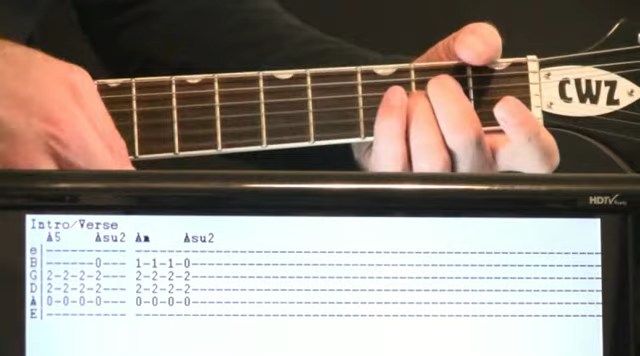 CWZ
HDTV Ready
Intro/Verse
A5 Asu2 Am Asu2
e|---------------------------------------------------------------
B|--------0---- 1-1-1-0-----------------------------------------
G|2-2-2-2---- 2-2-2-2-----------------------------------------
D|2-2-2-2---- 2-2-2-2-----------------------------------------
A|0-0-0-0---- 0-0-0-0-----------------------------------------
E|---------------------------------------------------------------